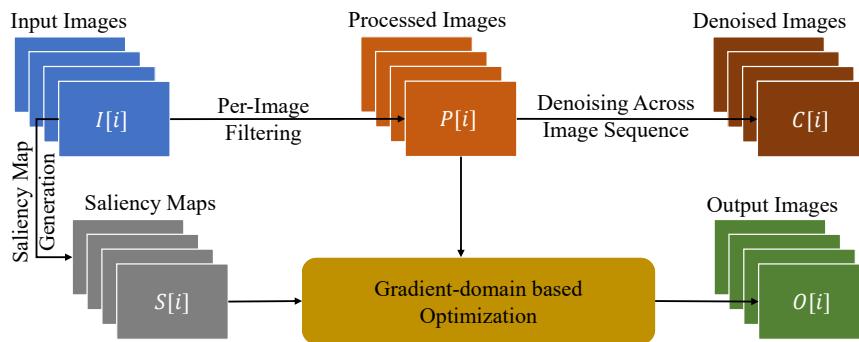 Input Images
Processed Images
Denoised Images
I[i]
Per-Image
Filtering
P[i]
Denoising Across
Image Sequence
C[i]
Saliency Map
Generation
Saliency Maps
Output Images
S[i]
Gradient-domain based
Optimization
O[i]